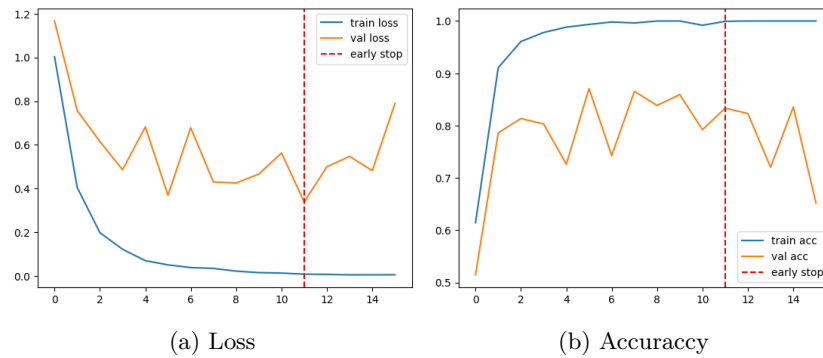 train loss
val loss
early stop
1.2
1.0
0.8
0.6
0.4
0.2
0.0
0 2 4 6 8 10 12 14
(a) Loss
1.0
0.9
0.8
0.7
0.6
0.5
train acc
val acc
early stop
0 2 4 6 8 10 12 14
(b) Accuraccy